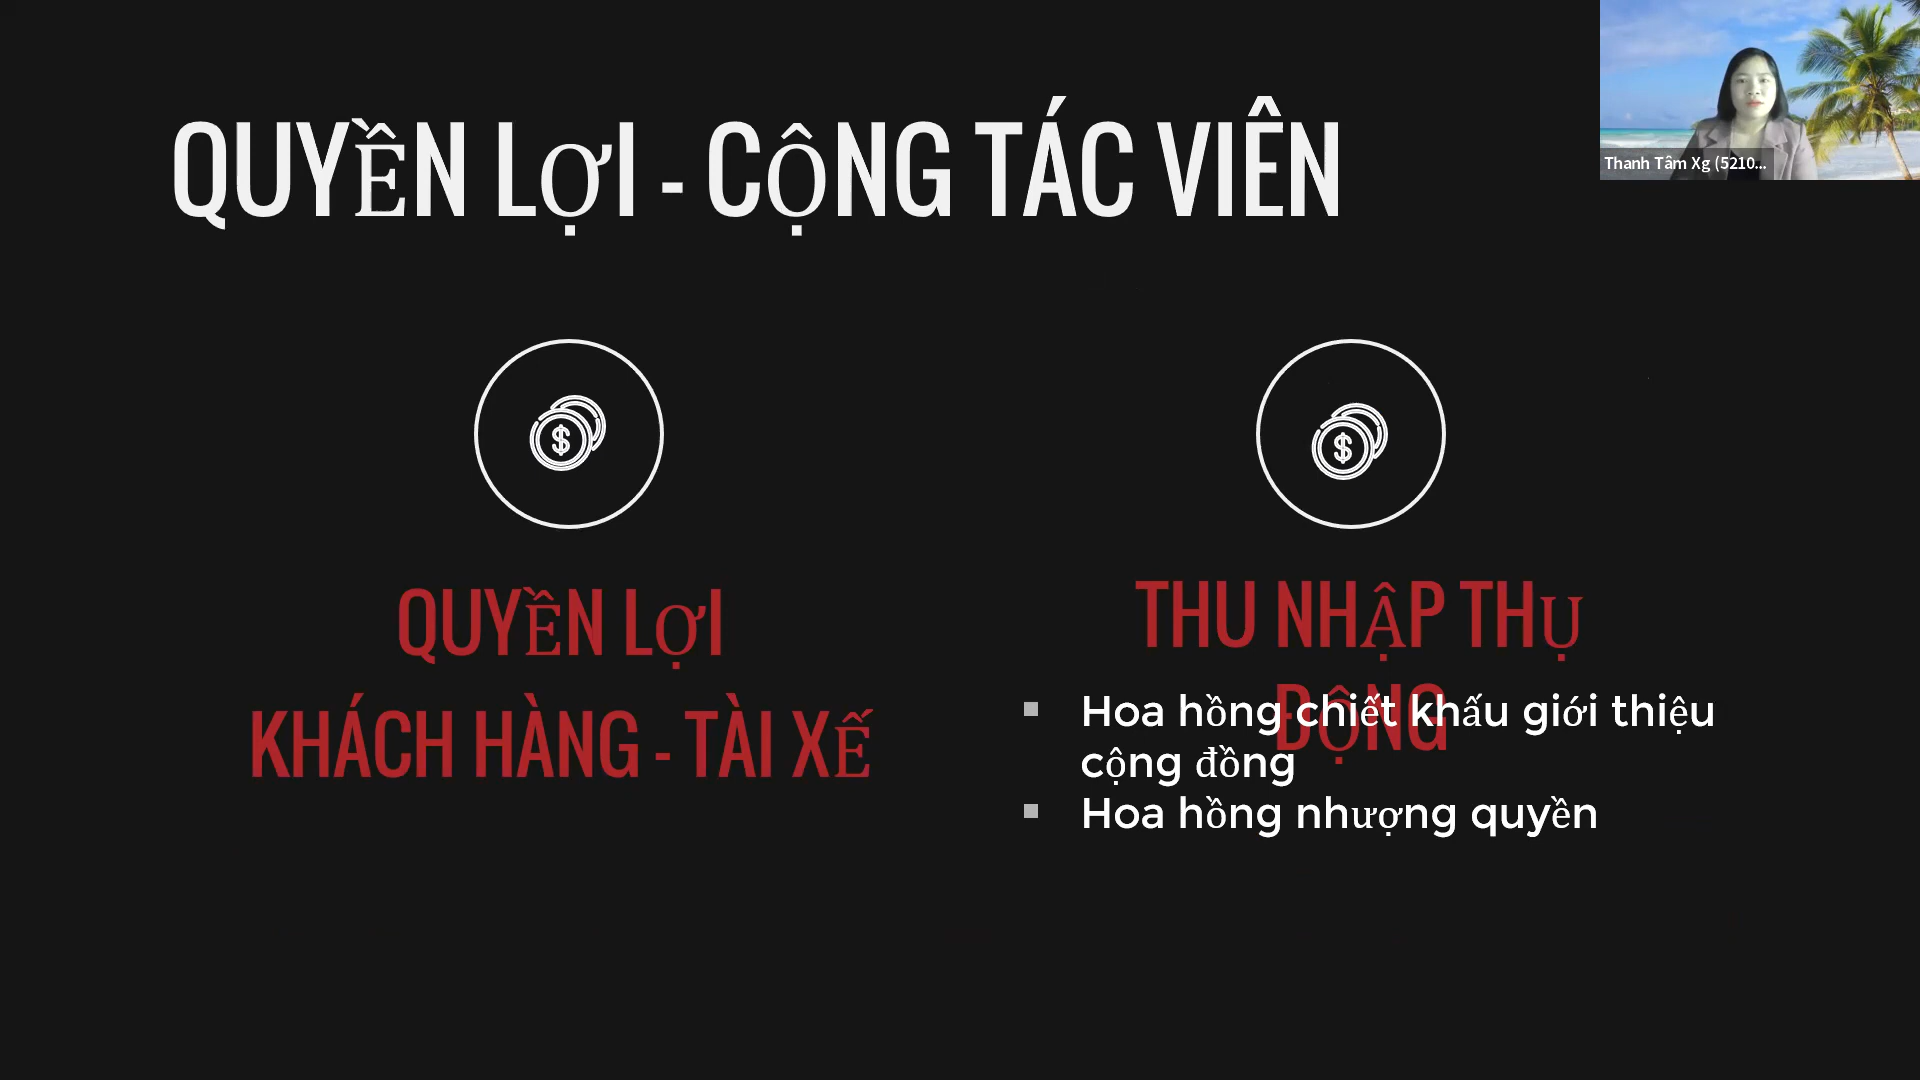 QUYỀN LỢI - CỘNG TÁC VIÊN
Thanh Tâm Xg (5210...
QUYỀN LỢI
KHÁCH HÀNG - TÀI XẾ
THU NHẬP THỤ
ĐỘNG
Hoa hồng chiết khấu giới thiệu
cộng đồng
Hoa hồng nhượng quyền